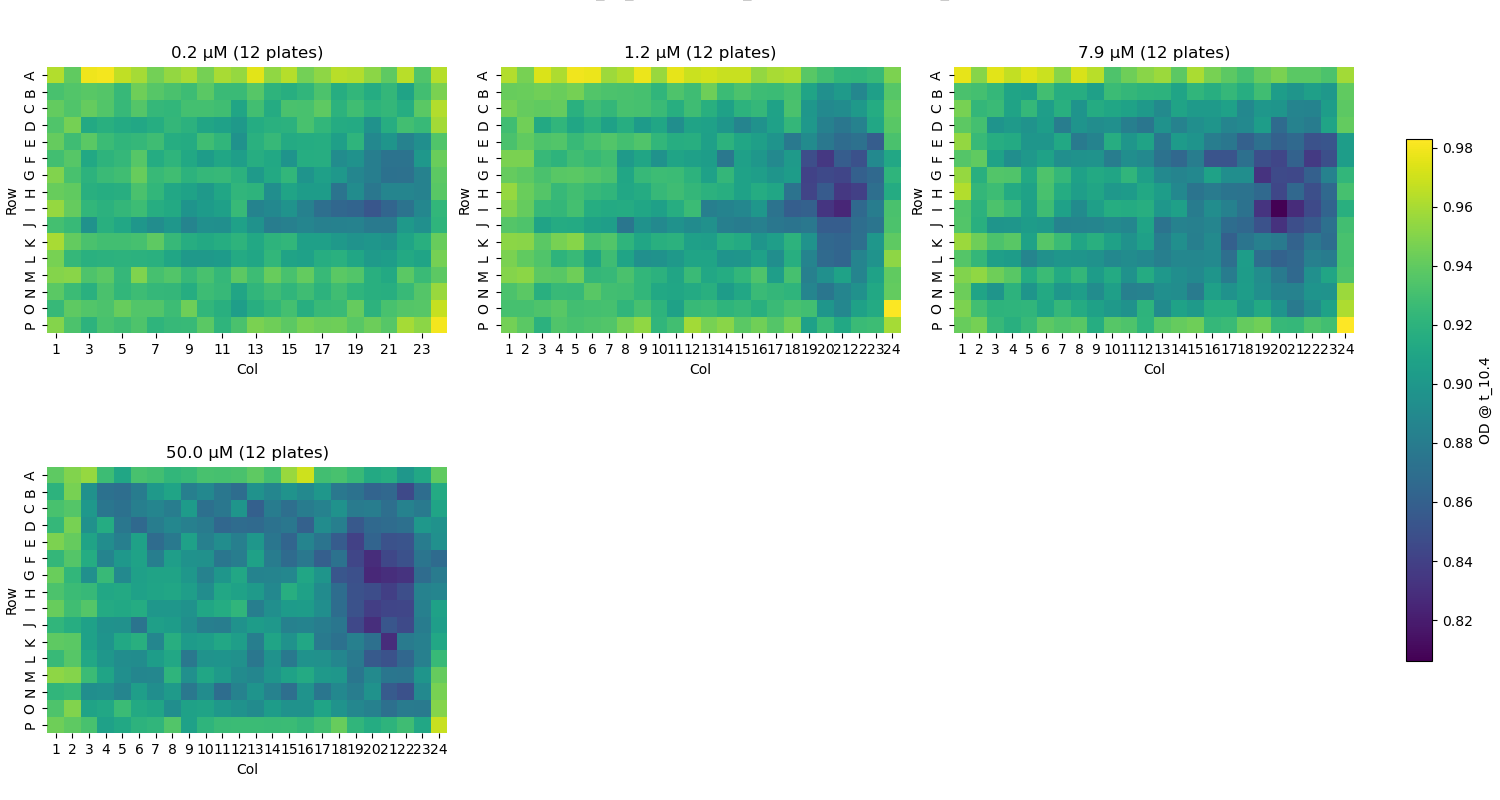 0.2 µM (12 plates)
1.2 µM (12 plates)
7.9 µM (12 plates)
Row
A
B
C
D
E
F
G
H
I
J
K
L
M
N
O
P
1 3 5 7 9 11 13 15 17 19 21 23
Col
Row
A
B
C
D
E
F
G
H
I
J
K
L
M
N
O
P
1 2 3 4 5 6 7 8 9 10 11 12 13 14 15 16 17 18 19 20 21 22 23 24
Col
Row
A
B
C
D
E
F
G
H
I
J
K
L
M
N
O
P
1 2 3 4 5 6 7 8 9 10 11 12 13 14 15 16 17 18 19 20 21 22 23 24
Col
0.98
0.96
0.94
0.92
0.90
0.88
0.86
0.84
0.82
OD @ t_10.4
50.0 µM (12 plates)
Row
A
B
C
D
E
F
G
H
I
J
K
L
M
N
O
P
1 2 3 4 5 6 7 8 9 10 11 12 13 14 15 16 17 18 19 20 21 22 23 24
Col